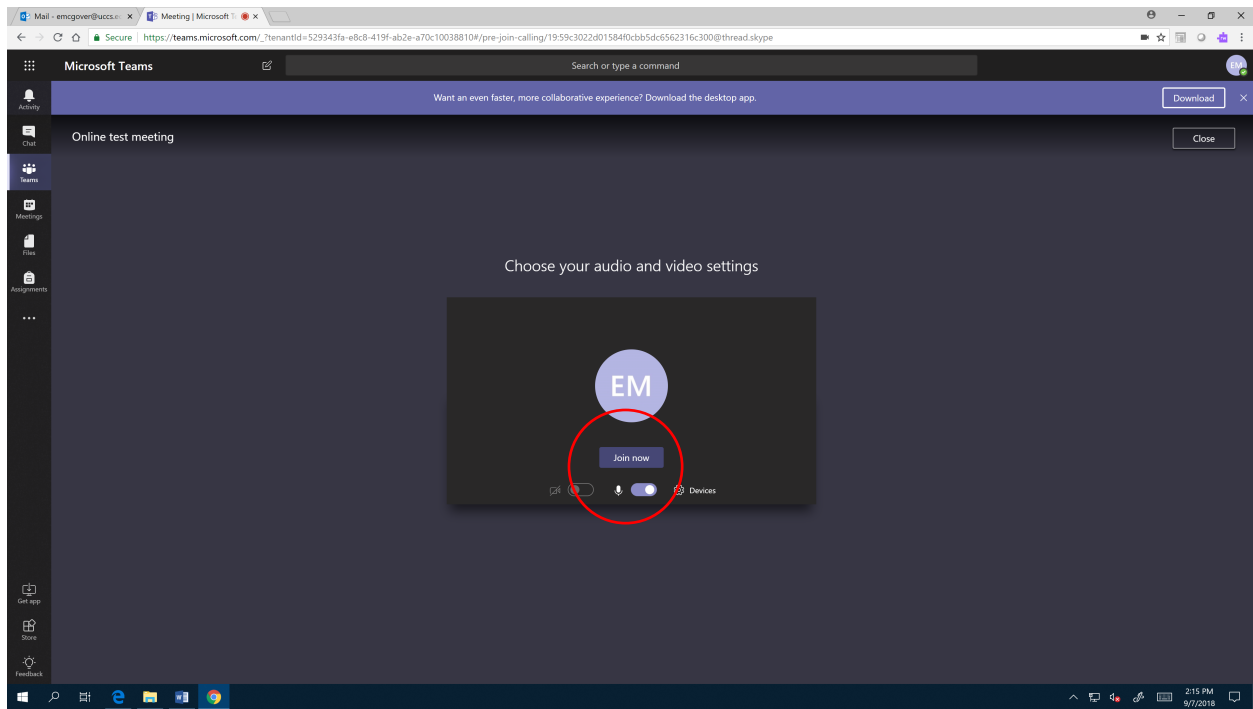 Mail - emcgover@uccs.e
Meeting | Microsoft T
Secure
https://teams.microsoft.com/_?tenantId=529343fa-e8c8-419f-ab2e-a70c10038810#/pre-join-calling/19:59c3022d01584f0cbb5dc6562316c300@thread.skype
Microsoft Teams
Search or type a command
EM
Want an even faster, more collaborative experience? Download the desktop app.
Download
Activity
Chat
Online test meeting
Close
Teams
Meetings
Files
Assignments
Choose your audio and video settings
EM
Join now
Devices
Get app
Store
Feedback
2:15 PM
9/7/2018